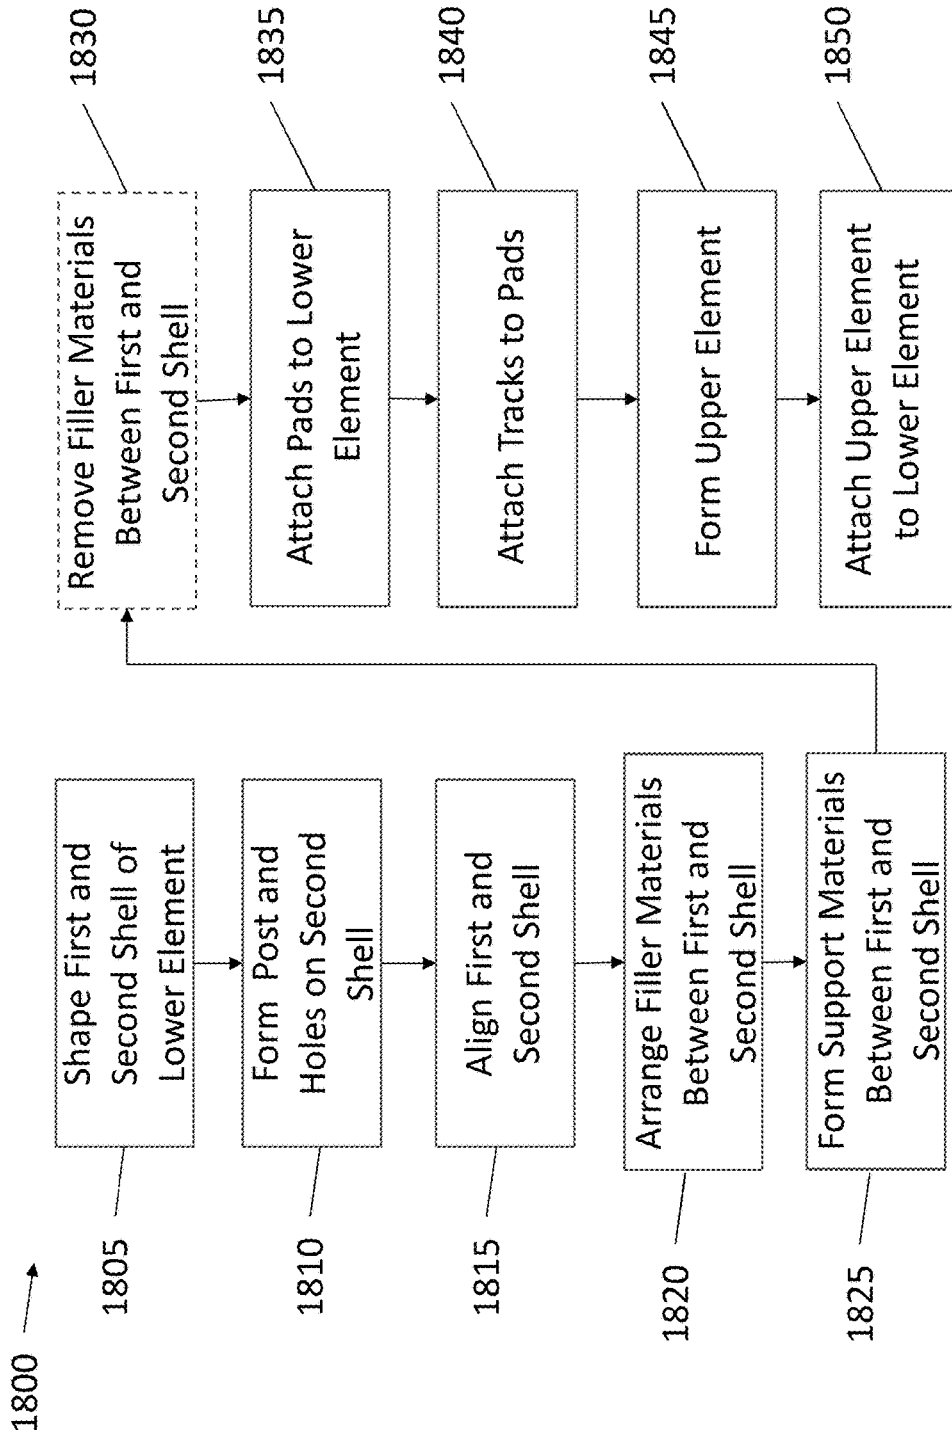 1800
1805
Shape First and
Second Shell of
Lower Element
1810
Form Post and
Holes on Second
Shell
1815
Align First and
Second Shell
1820
Arrange Filler Materials
Between First and
Second Shell
1825
Form Support Materials
Between First and
Second Shell
Remove Filler Materials
Between First and
Second Shell
1830
Attach Pads to Lower
Element
1835
Attach Tracks to Pads
1840
Form Upper Element
1845
Attach Upper Element
to Lower Element
1850